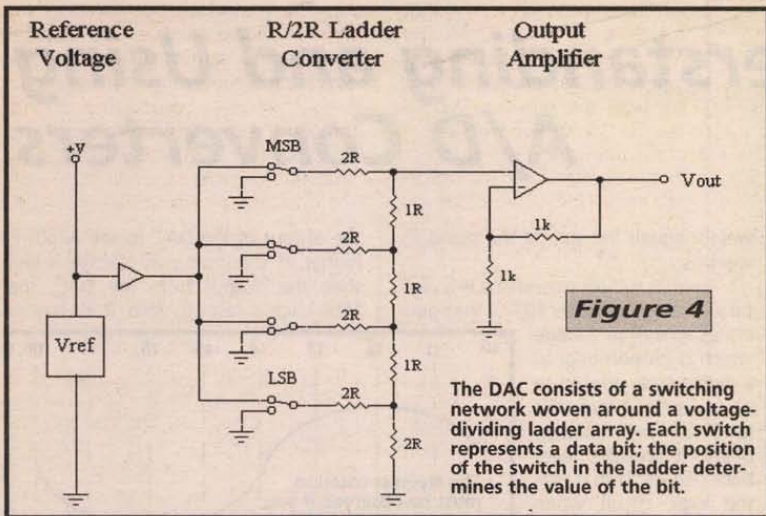 Reference
Voltage
R/2R Ladder
Converter
Output
Amplifier
+V
Vref
MSB
2R
1R
2R
1R
2R
1R
LSB
2R
2R
1k
1k
Vout
Figure 4
The DAC consists of a switching
network woven around a voltage-
dividing ladder array. Each switch
represents a data bit; the position
of the switch in the ladder deter-
mines the value of the bit.